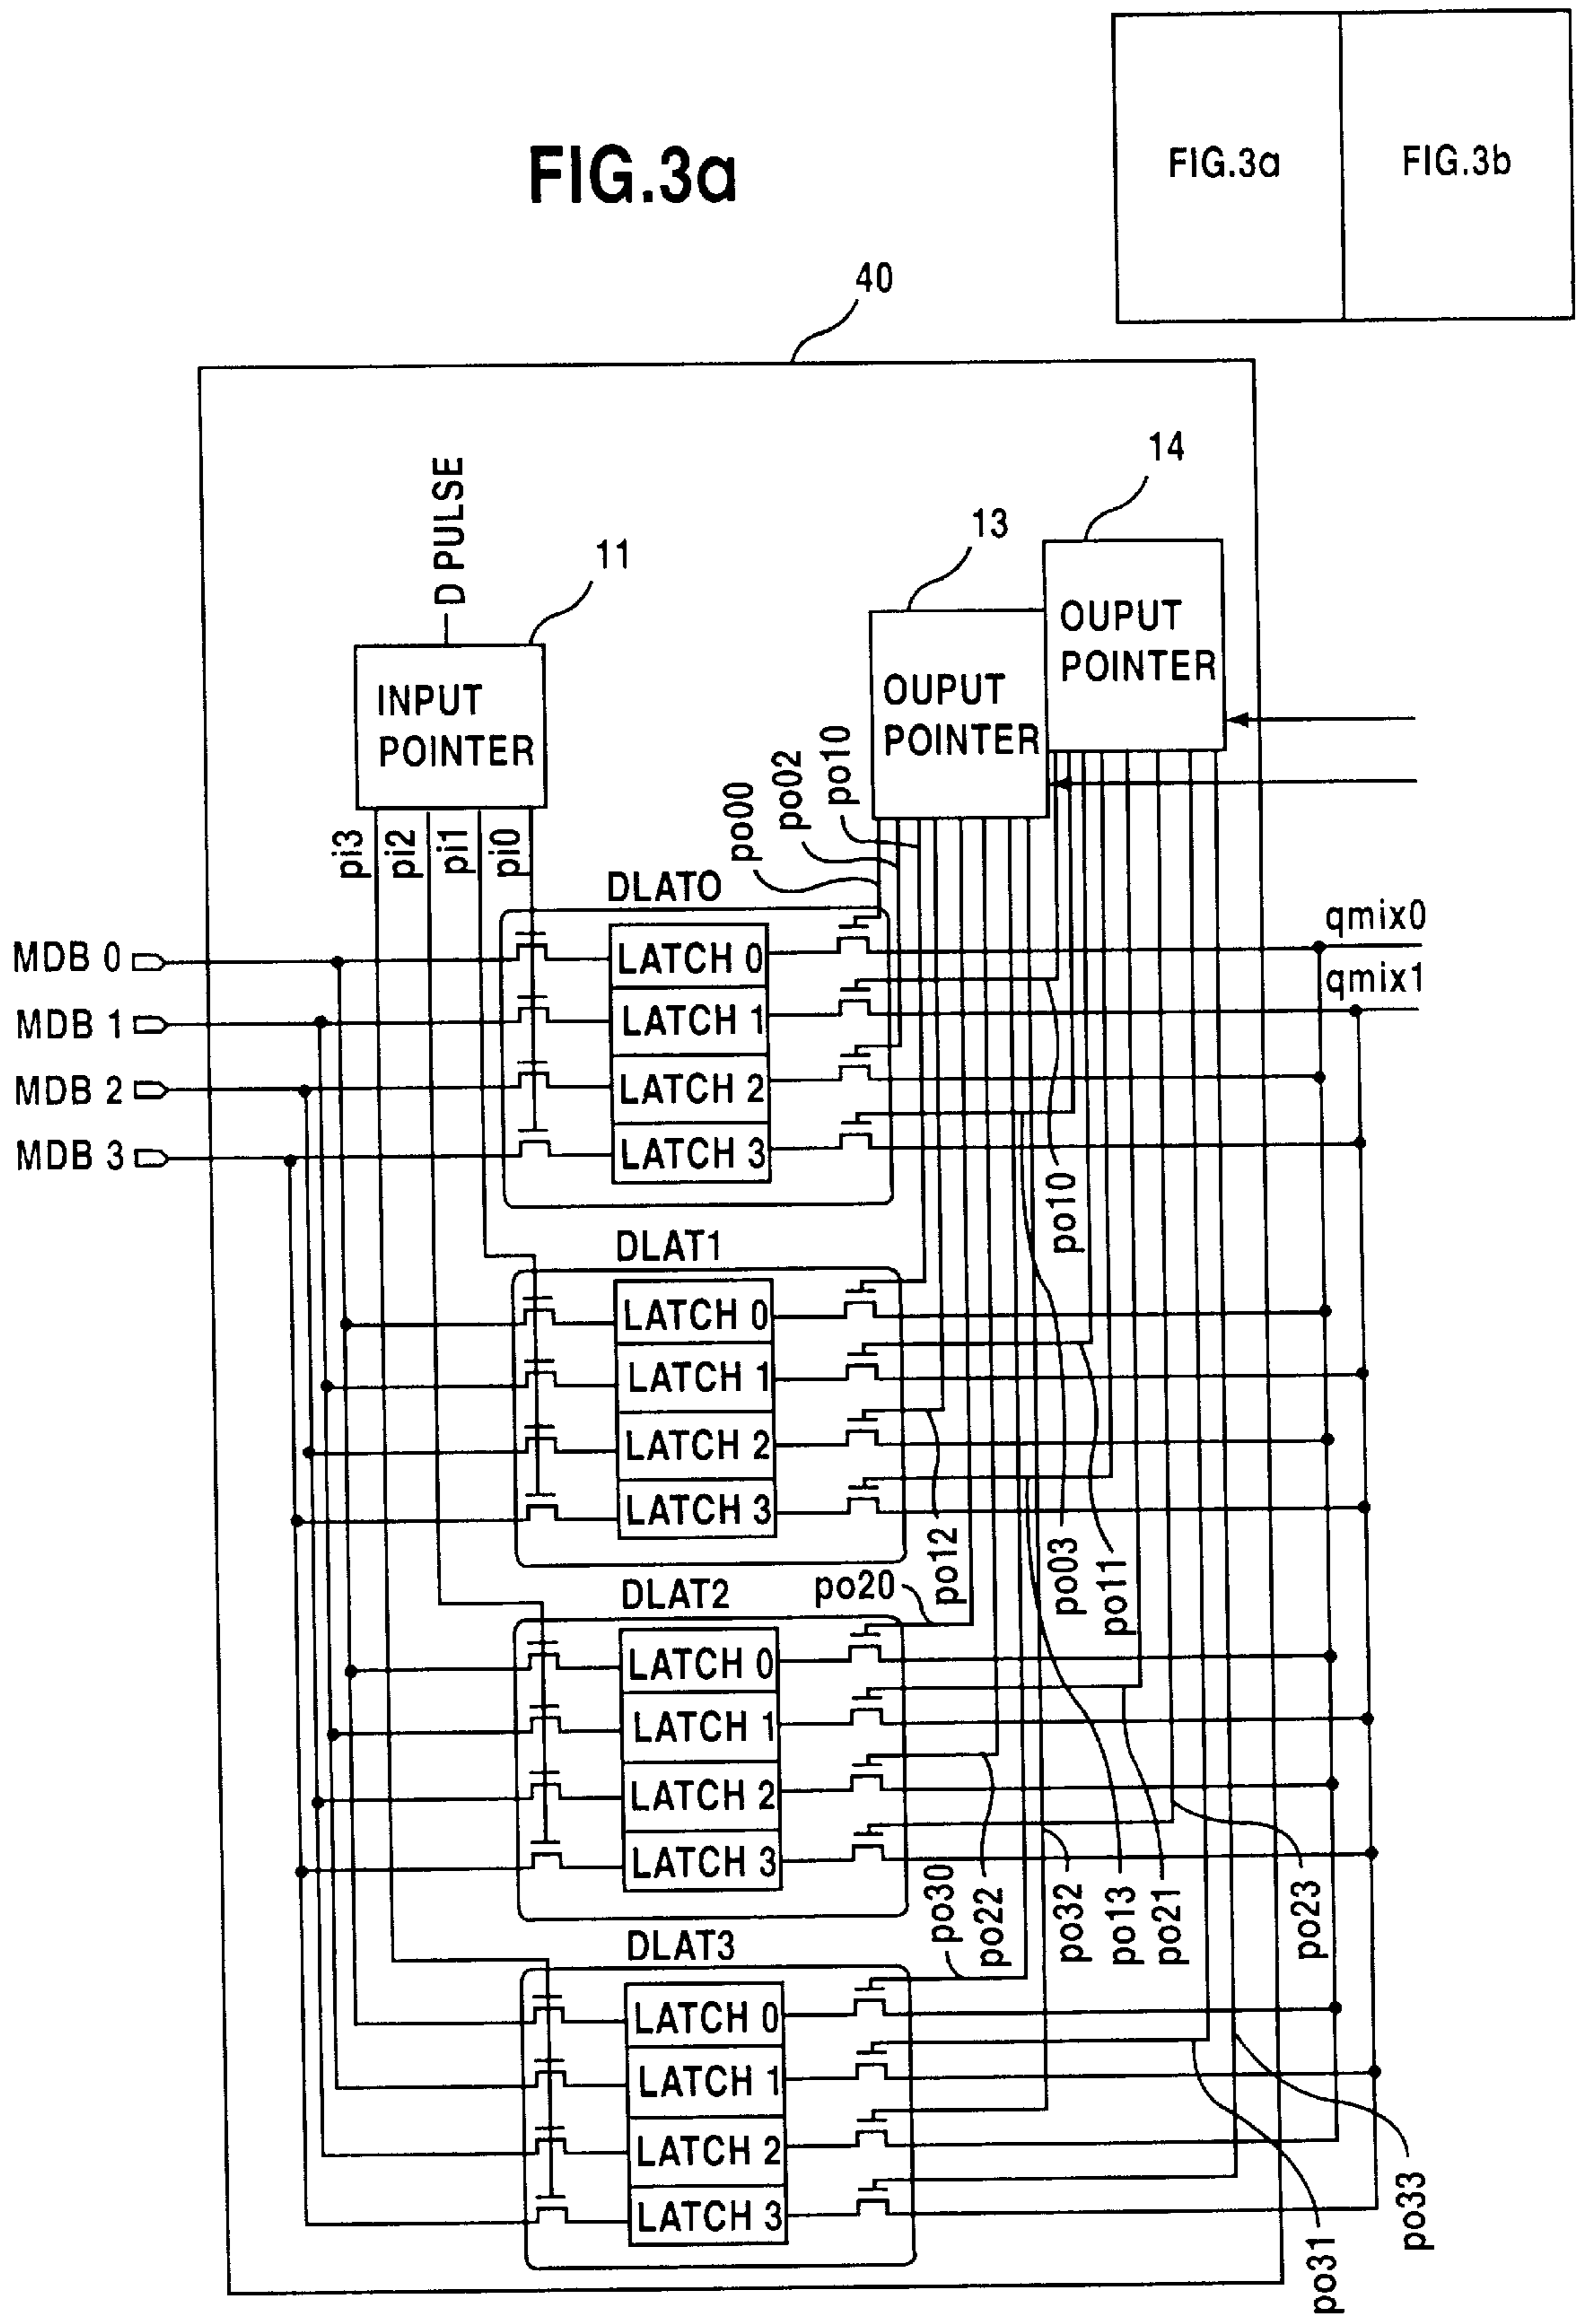 FIG.3a
FIG.3a
FIG.3b
40
14
13
11
D PULSE
INPUT
POINTER
OUPUT
POINTER
OUPUT
POINTER
pi3
pi2
pi1
pi0
po00
po02
po10
DLAT0
LATCH 0
LATCH 1
LATCH 2
LATCH 3
MDB 0
MDB 1
MDB 2
MDB 3
qmix0
qmix1
po10
DLAT1
LATCH 0
LATCH 1
LATCH 2
LATCH 3
po12
po03
po11
po20
DLAT2
LATCH 0
LATCH 1
LATCH 2
LATCH 3
po30
po22
po32
po13
po21
po23
DLAT3
LATCH 0
LATCH 1
LATCH 2
LATCH 3
po31
po33